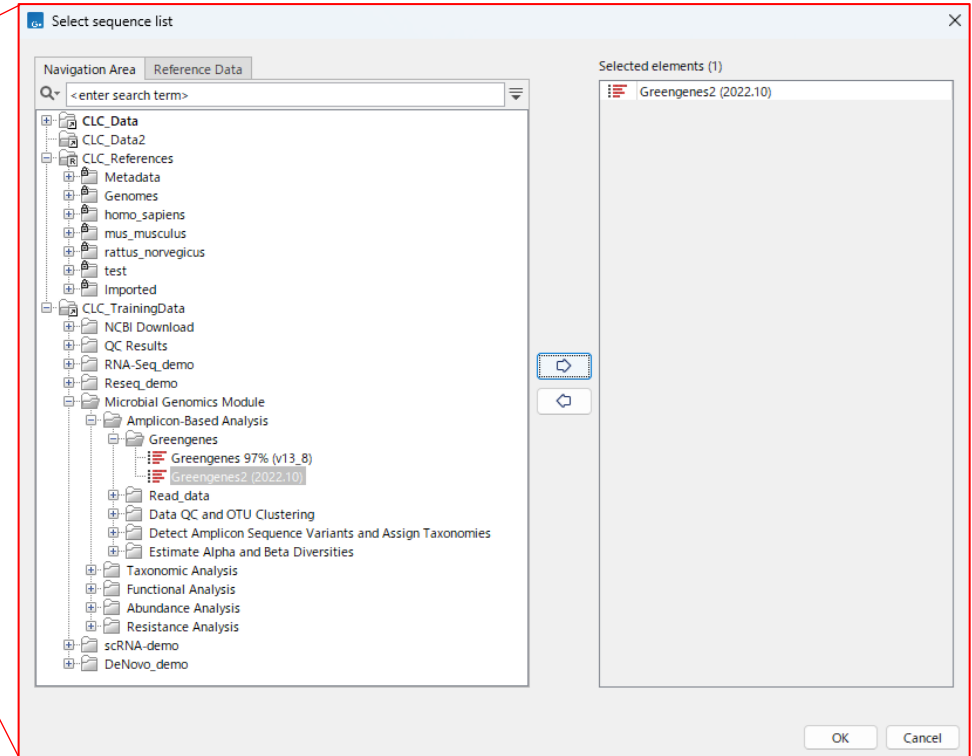 G.
Select sequence list
Navigation Area
Reference Data
<enter search term>
CLC_Data
CLC_Data2
R
CLC_References
Metadata
Genomes
homo_sapiens
mus_musculus
rattus_norvegicus
test
Imported
CLC_TrainingData
NCBI Download
QC Results
RNA-Seq_demo
Reseq_demo
Microbial Genomics Module
Amplicon-Based Analysis
Greengenes
Greengenes 97% (v13_8)
Greengenes2 (2022.10)
Read_data
Data QC and OTU Clustering
Detect Amplicon Sequence Variants and Assign Taxonomies
Estimate Alpha and Beta Diversities
Taxonomic Analysis
Functional Analysis
Abundance Analysis
Resistance Analysis
scRNA-demo
DeNovo_demo
Selected elements (1)
Greengenes2 (2022.10)
OK
Cancel